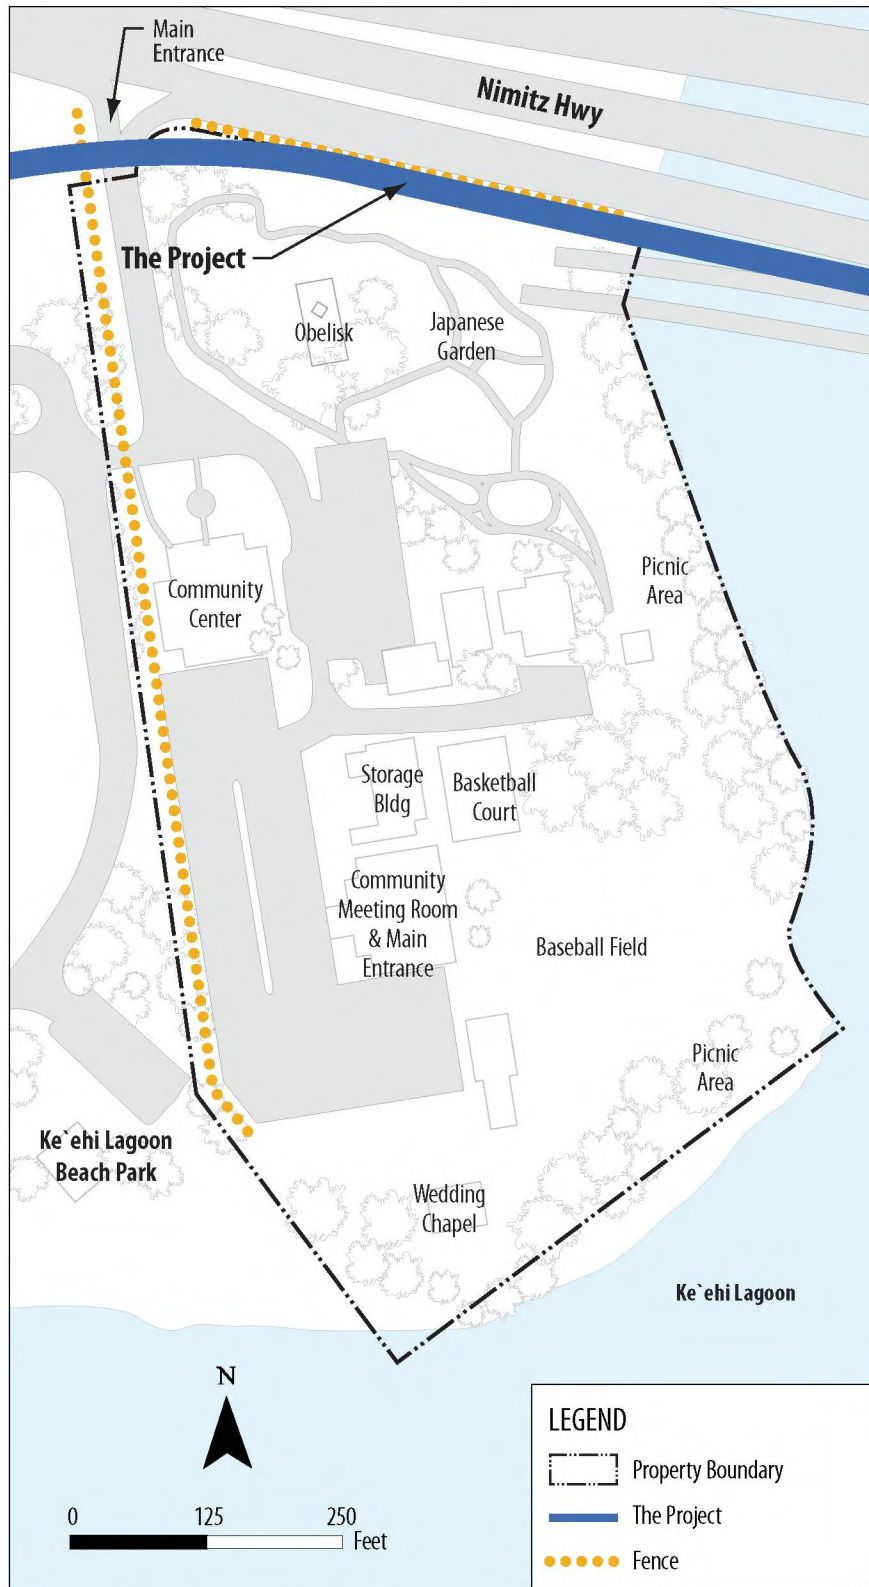 Main
Entrance
Nimitz Hwy
The Project
Obelisk
Japanese
Garden
Picnic
Area
Community
Center
Storage
Bldg
Basketball
Court
Community
Meeting Room
& Main
Entrance
Baseball Field
Picnic
Area
Ke`ehi Lagoon
Beach Park
Wedding
Chapel
Ke`ehi Lagoon
N
0 125 250
Feet
LEGEND
Property Boundary
The Project
Fence